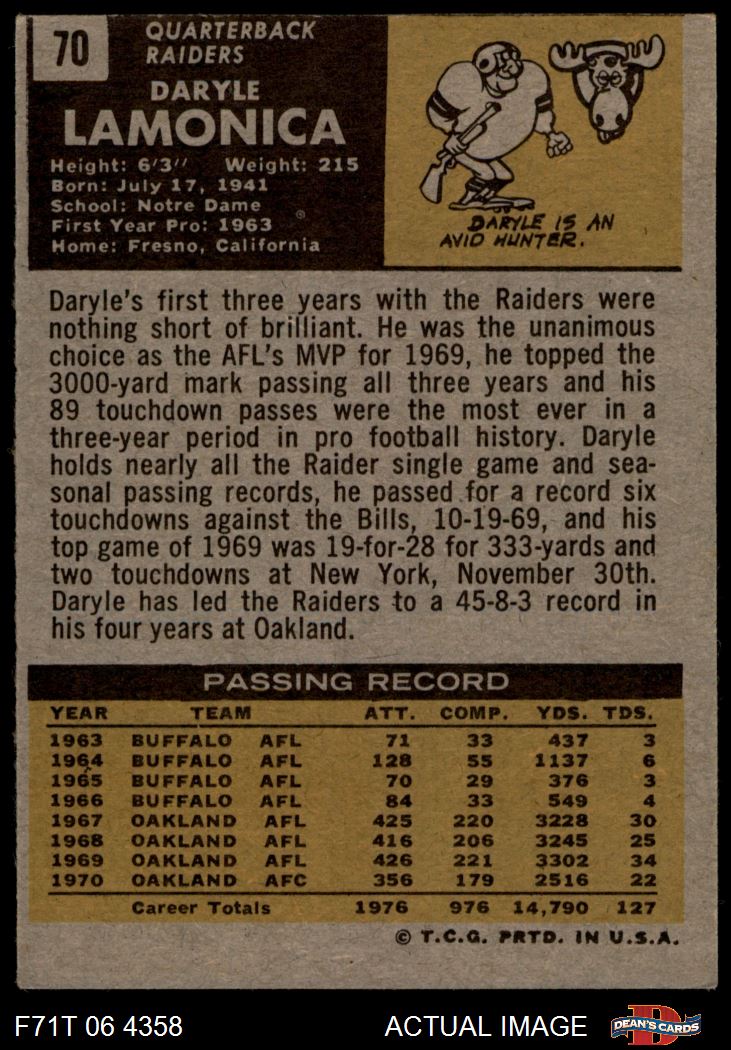 70
QUARTERBACK
RAIDERS
DARYLE
LAMONICA
Height: 6'3" Weight: 215
Born: July 17, 1941
School: Notre Dame
First Year Pro: 1963
Home: Fresno, California
®
DARYLE IS AN
AVID HUNTER.
Daryle's first three years with the Raiders were
nothing short of brilliant. He was the unanimous
choice as the AFL's MVP for 1969, he topped the
3000-yard mark passing all three years and his
89 touchdown passes were the most ever in a
three-year period in pro football history. Daryle
holds nearly all the Raider single game and sea-
sonal passing records, he passed for a record six
touchdowns against the Bills, 10-19-69, and his
top game of 1969 was 19-for-28 for 333-yards and
two touchdowns at New York, November 30th.
Daryle has led the Raiders to a 45-8-3 record in
his four years at Oakland.
PASSING RECORD
YEAR TEAM ATT. COMP. YDS. TDS.
1963 BUFFALO AFL 71 33 437 3
1964 BUFFALO AFL 128 55 1137 6
1965 BUFFALO AFL 70 29 376 3
1966 BUFFALO AFL 84 33 549 4
1967 OAKLAND AFL 425 220 3228 30
1968 OAKLAND AFL 416 206 3245 25
1969 OAKLAND AFL 426 221 3302 34
1970 OAKLAND AFC 356 179 2516 22
Career Totals 1976 976 14,790 127
© T.C.G. PRTD. IN U.S.A.
F71T 06 4358 ACTUAL IMAGE
D
DEAN'S CARDS